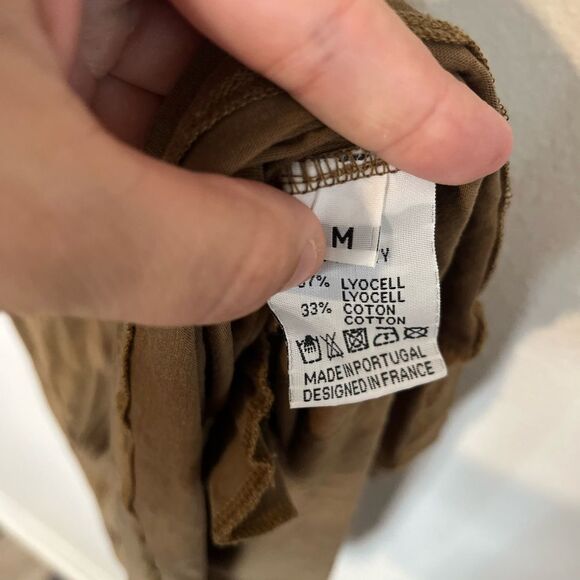 M
Y
LYOCELL
LYOCELL
33% COTON
COTTON
MADE IN PORTUGAL
DESIGNED IN FRANCE